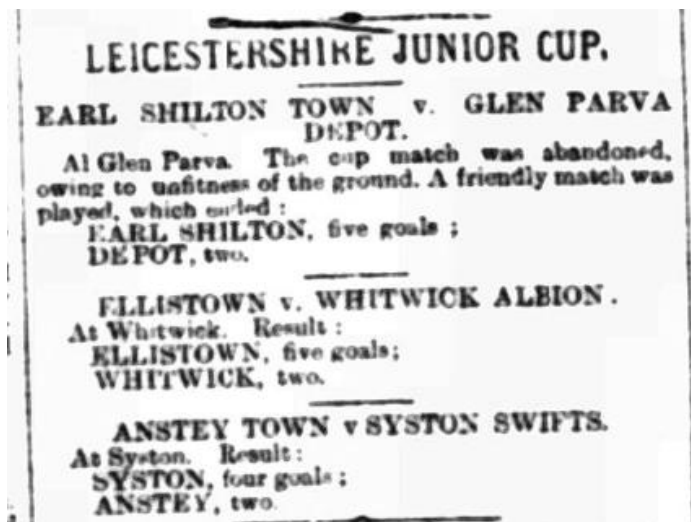 LEICESTERSHIRE JUNIOR CUP.
EARL SHILTON TOWN v. GLEN PARVA
DEPOT.
Al Glen Parva. The cup match was abandoned,
owing to unfitness of the ground. A friendly match was
played, which ended :
EARL SHILTON, five goals ;
DEPOT, two.
ELLISTOWN v. WHITWICK ALBION.
At Whitwick. Result :
ELLISTOWN, five goals;
WHITWICK, two.
ANSTEY TOWN v SYSTON SWIFTS.
At Syston. Result:
SYSTON, four goals ;
ANSTEY, two.